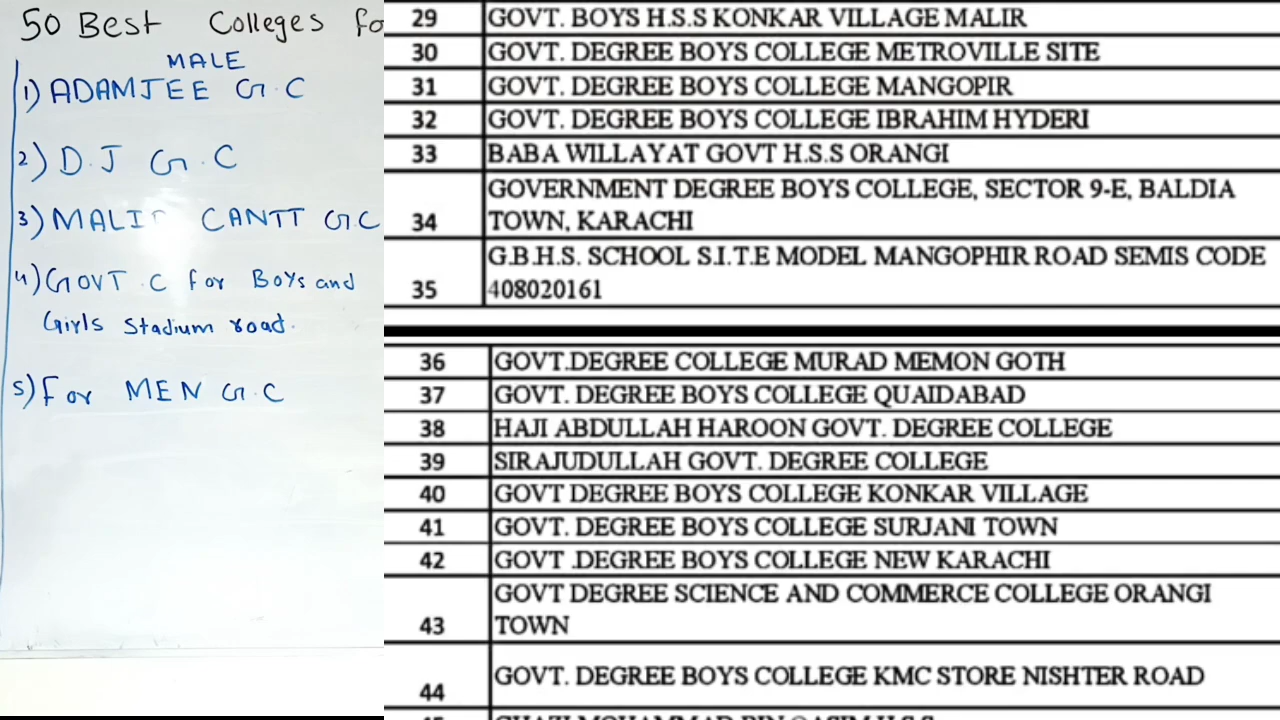 50 Best Colleges fo
MALE
1) ADAMJEE G.C
2) D.J G.C
3) MALIR CANTT G.C
4) GOVT.C for Boys and
Girls Stadium road.
5) For MEN G.C
29 GOVT. BOYS H.S.S KONKAR VILLAGE MALIR
30 GOVT. DEGREE BOYS COLLEGE METROVILLE SITE
31 GOVT. DEGREE BOYS COLLEGE MANGOPIR
32 GOVT. DEGREE BOYS COLLEGE IBRAHIM HYDERI
33 BABA WILLAYAT GOVT H.S.S ORANGI
GOVERNMENT DEGREE BOYS COLLEGE, SECTOR 9-E, BALDIA
34 TOWN, KARACHI
G.B.H.S. SCHOOL S.I.T.E MODEL MANGOPHIR ROAD SEMIS CODE
35 408020161
36 GOVT.DEGREE COLLEGE MURAD MEMON GOTH
37 GOVT. DEGREE BOYS COLLEGE QUAIDABAD
38 HAJI ABDULLAH HAROON GOVT. DEGREE COLLEGE
39 SIRAJUDULLAH GOVT. DEGREE COLLEGE
40 GOVT DEGREE BOYS COLLEGE KONKAR VILLAGE
41 GOVT. DEGREE BOYS COLLEGE SURJANI TOWN
42 GOVT .DEGREE BOYS COLLEGE NEW KARACHI
GOVT DEGREE SCIENCE AND COMMERCE COLLEGE ORANGI
43 TOWN
GOVT. DEGREE BOYS COLLEGE KMC STORE NISHTER ROAD
44